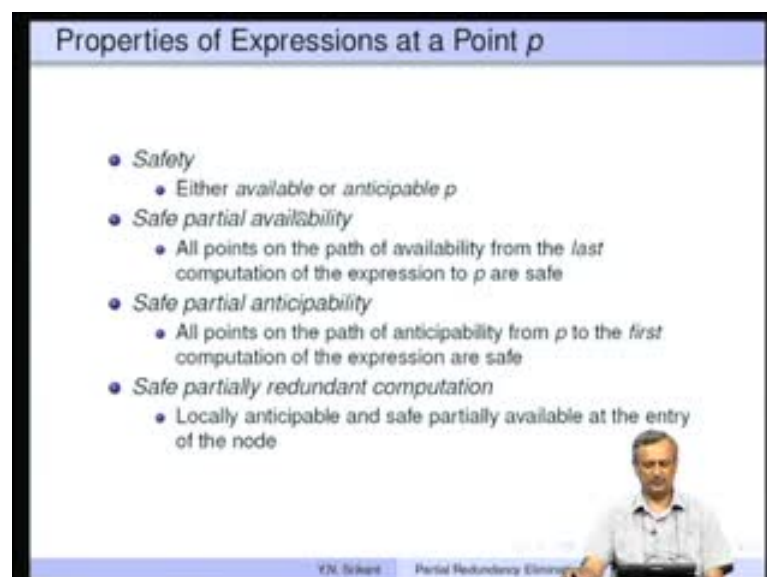 Properties of Expressions at a Point p
Safety
Either available or anticipable p
Safe partial availability
All points on the path of availability from the last
computation of the expression to p are safe
Safe partial anticipability
All points on the path of anticipability from p to the first
computation of the expression are safe
Safe partially redundant computation
Locally anticipable and safe partially available at the entry
of the node
Y.N. Srikant Partial Redundancy